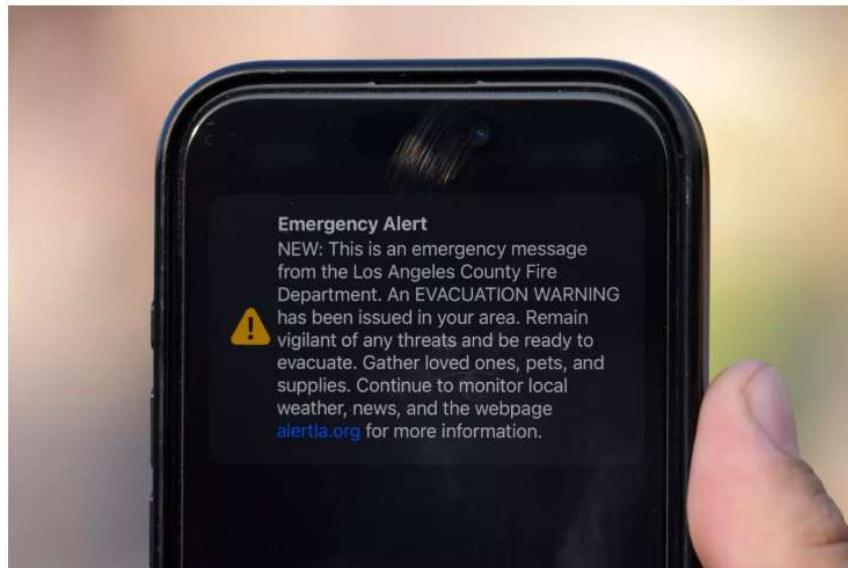 Emergency Alert
NEW: This is an emergency message
from the Los Angeles County Fire
Department. An EVACUATION WARNING
has been issued in your area. Remain
vigilant of any threats and be ready to
evacuate. Gather loved ones, pets, and
supplies. Continue to monitor local
weather, news, and the webpage
alertla.org for more information.